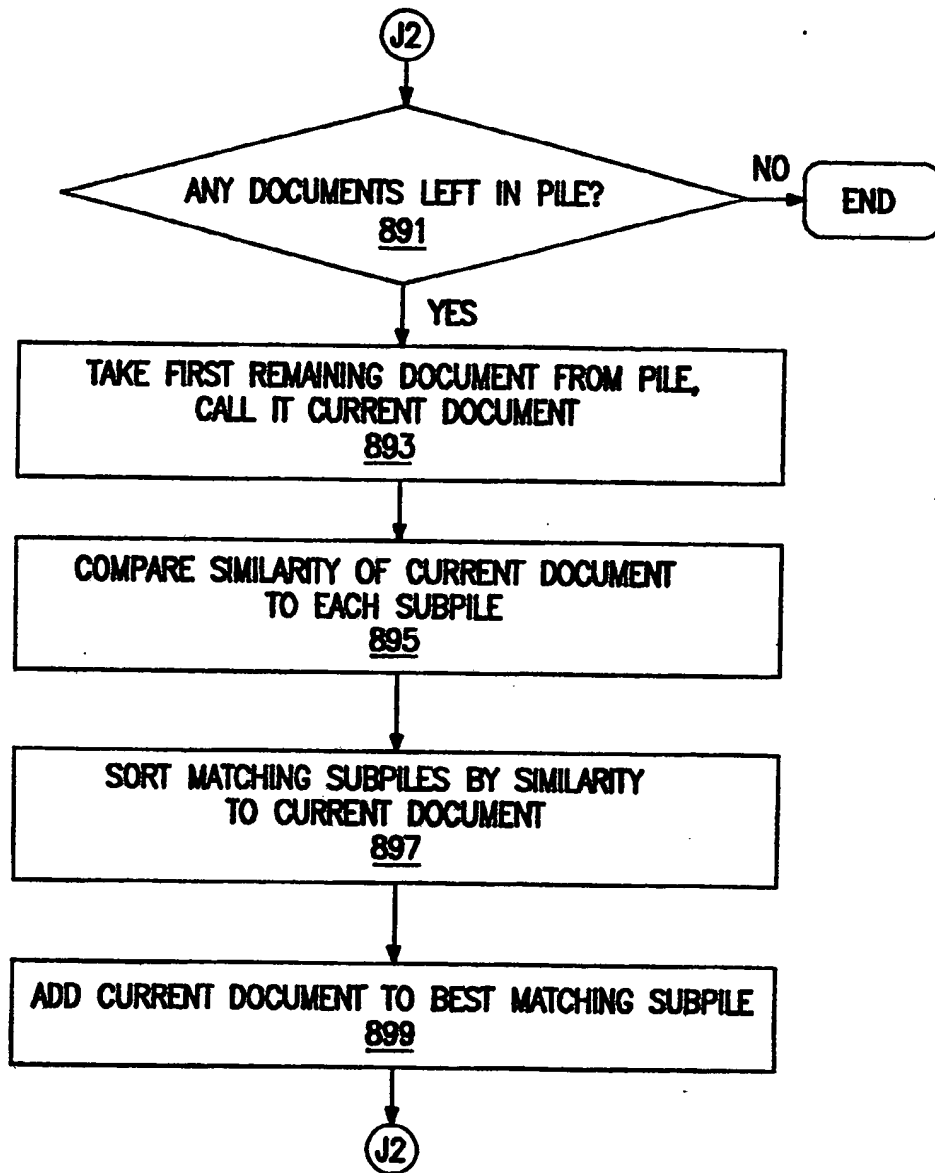 J2
ANY DOCUMENTS LEFT IN PILE?
891
NO
END
YES
TAKE FIRST REMAINING DOCUMENT FROM PILE,
CALL IT CURRENT DOCUMENT
893
COMPARE SIMILARITY OF CURRENT DOCUMENT
TO EACH SUBPILE
895
SORT MATCHING SUBPILES BY SIMILARITY
TO CURRENT DOCUMENT
897
ADD CURRENT DOCUMENT TO BEST MATCHING SUBPILE
899
J2